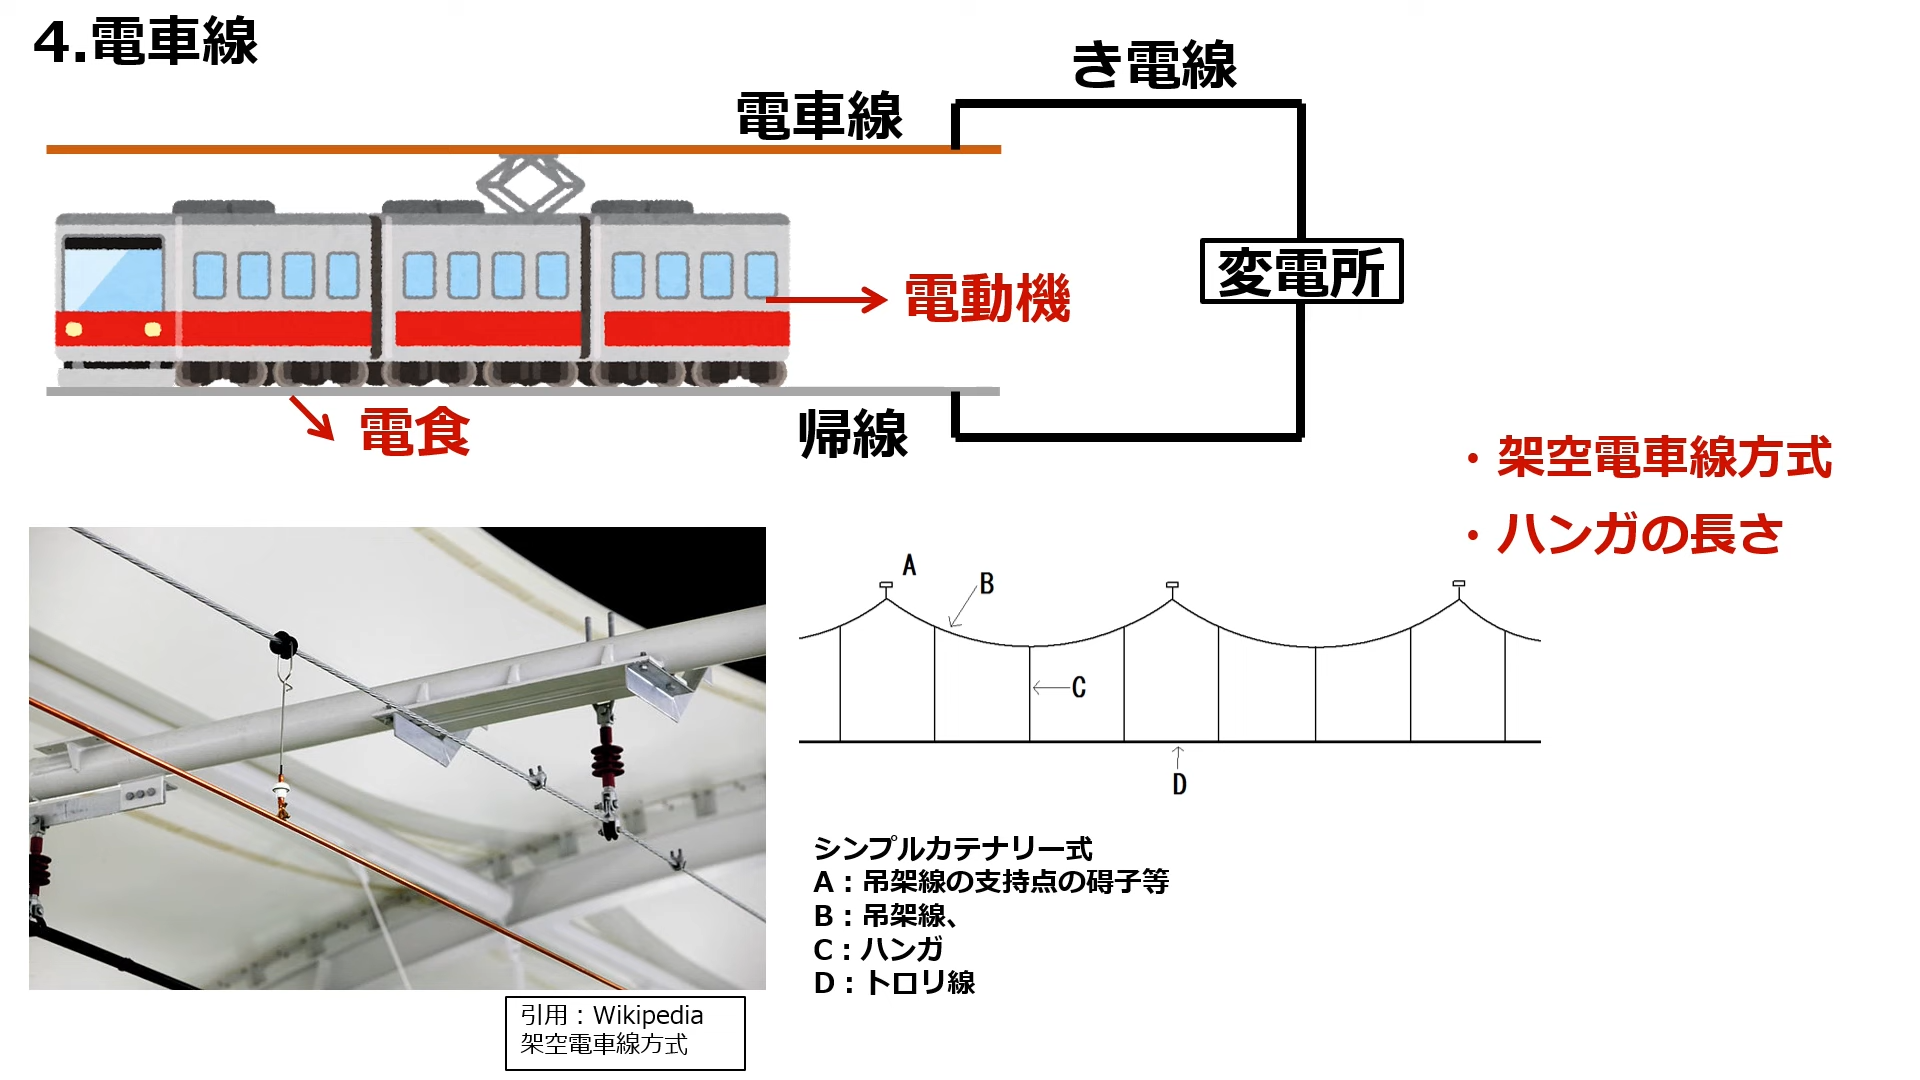 4.電車線
き電線
電車線
変電所
電動機
電食
帰線
・架空電車線方式
・ハンガの長さ
A
B
C
D
シンプルカテナリー式
A：吊架線の支持点の碍子等
B：吊架線、
C：ハンガ
D：トロリ線
引用：Wikipedia
架空電車線方式